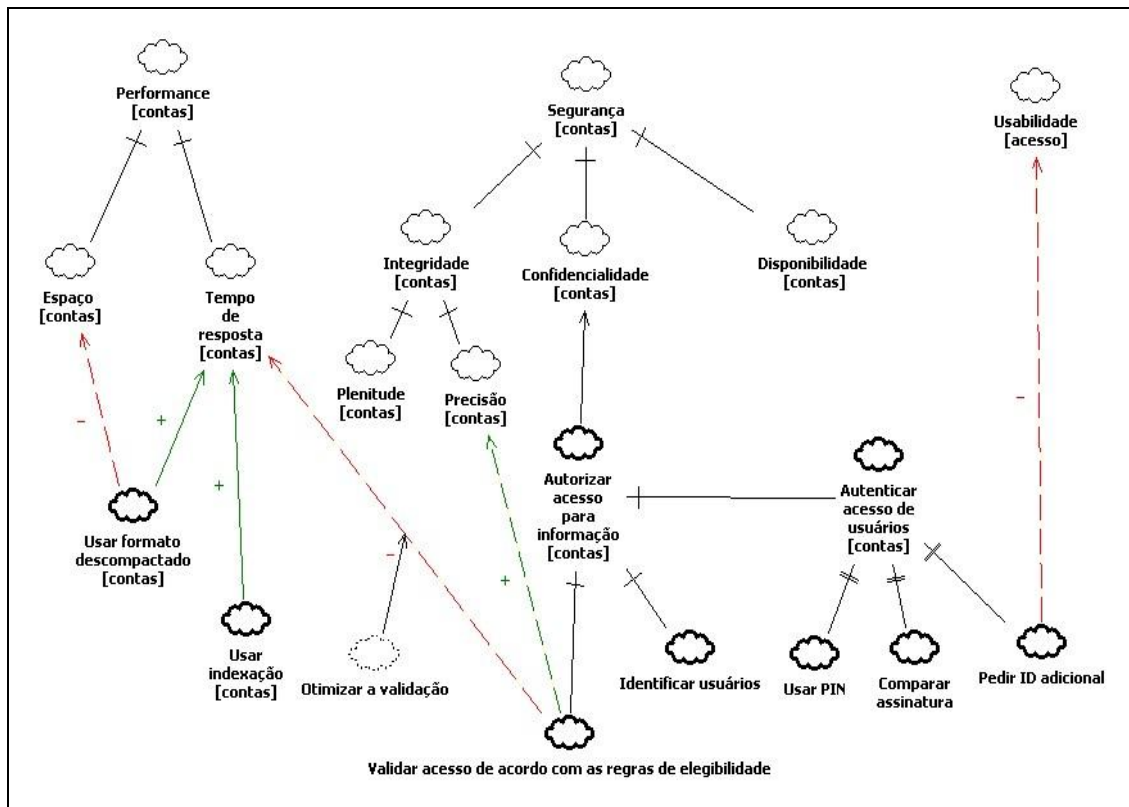 Performance
[contas]
Segurança
[contas]
Usabilidade
[acesso]
Espaço
[contas]
Tempo
de
resposta
[contas]
Integridade
[contas]
Confidencialidade
[contas]
Disponibilidade
[contas]
Plenitude
[contas]
Precisão
[contas]
-
+
+
-
+
-
Usar formato
descompactado
[contas]
Autorizar
acesso
para
informação
[contas]
Autenticar
acesso de
usuários
[contas]
Usar
indexação
[contas]
Otimizar a validação
Identificar usuários
Usar PIN
Comparar
assinatura
Pedir ID adicional
Validar acesso de acordo com as regras de elegibilidade